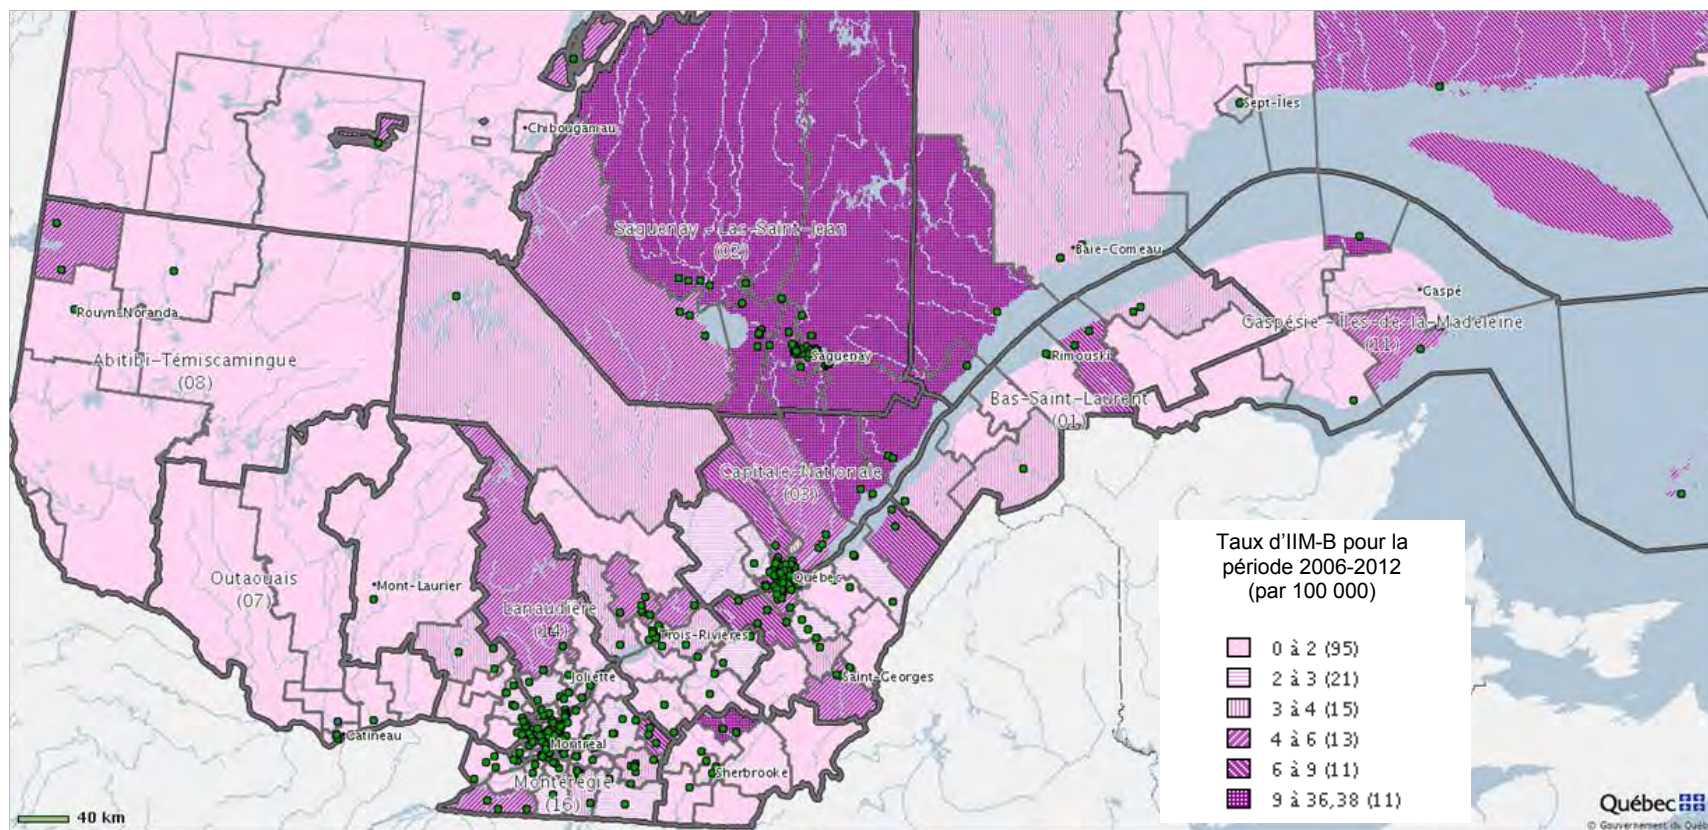 Chibougamau
Sept-Îles
Saguenay - Lac-Saint-Jean
(02)
Baie-Comeau
Gaspé
Rouyn-Noranda
Gaspésie - Îles-de-la-Madeleine
(11)
Abitibi-Témiscamingue
(08)
Saguenay
Rimouski
Bas-Saint-Laurent
(01)
Capitale-Nationale
(03)
Outaouais
(07)
Mont-Laurier
Québec
Lanaudière
(14)
Trois-Rivières
Joliette
Saint-Georges
Gatineau
Montréal
Sherbrooke
Montérégie
(16)
40 km
Taux d'IIM-B pour la
période 2006-2012
(par 100 000)
0 à 2 (95)
2 à 3 (21)
3 à 4 (15)
4 à 6 (13)
6 à 9 (11)
9 à 36,38 (11)
Québec
© Gouvernement du Québ